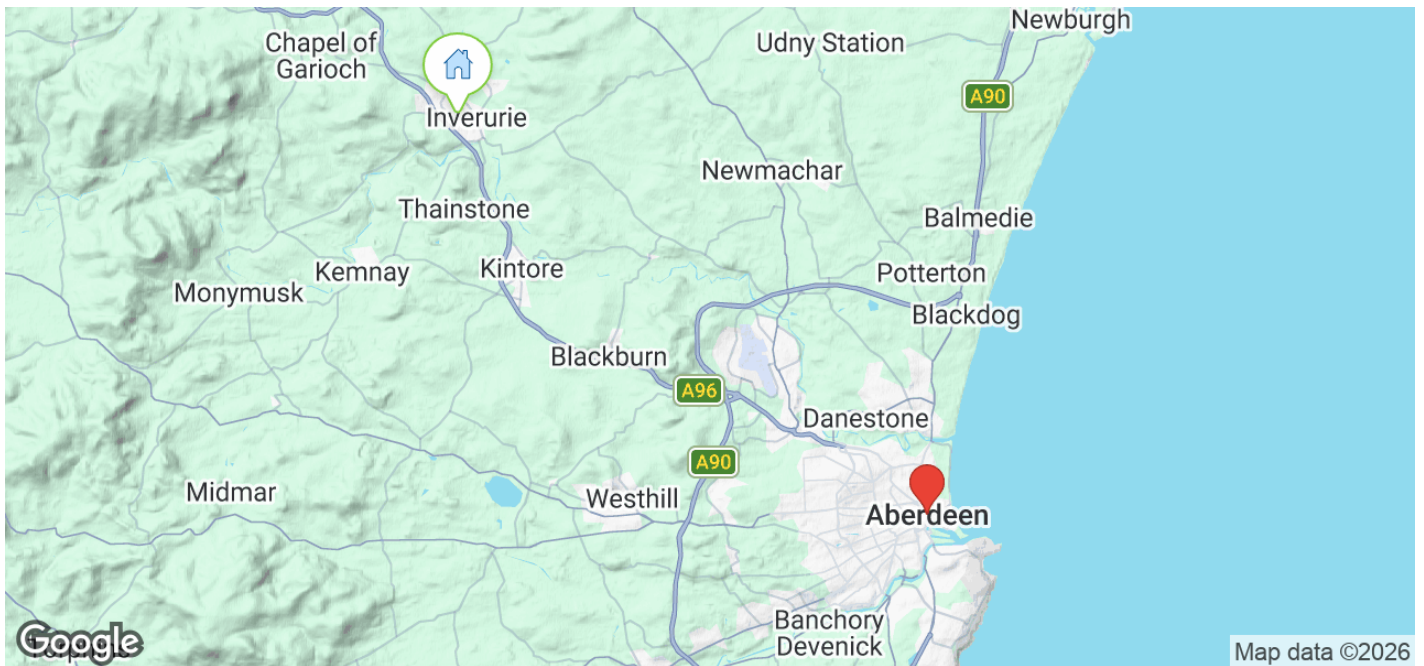 Newburgh
Chapel of
Garioch
Udny Station
A90
Inverurie
Newmachar
Thainstone
Balmedie
Kemnay
Kintore
Potterton
Monymusk
Blackdog
Blackburn
A96
Danestone
A90
Midmar
Westhill
Aberdeen
Banchory
Devenick
Google
Map data ©2026